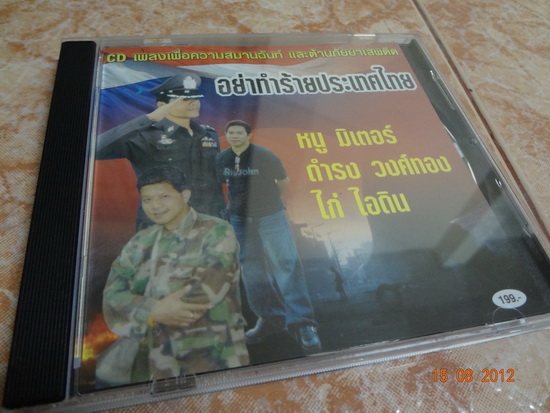 CD เพลงเพื่อความสมานฉันท์ และต้านภัยยาเสพติด
อย่าทำร้ายประเทศไทย
หนู มิเตอร์
ดำรง วงศ์ทอง
ไก่ ไอดิน
199.-
15 08 2012